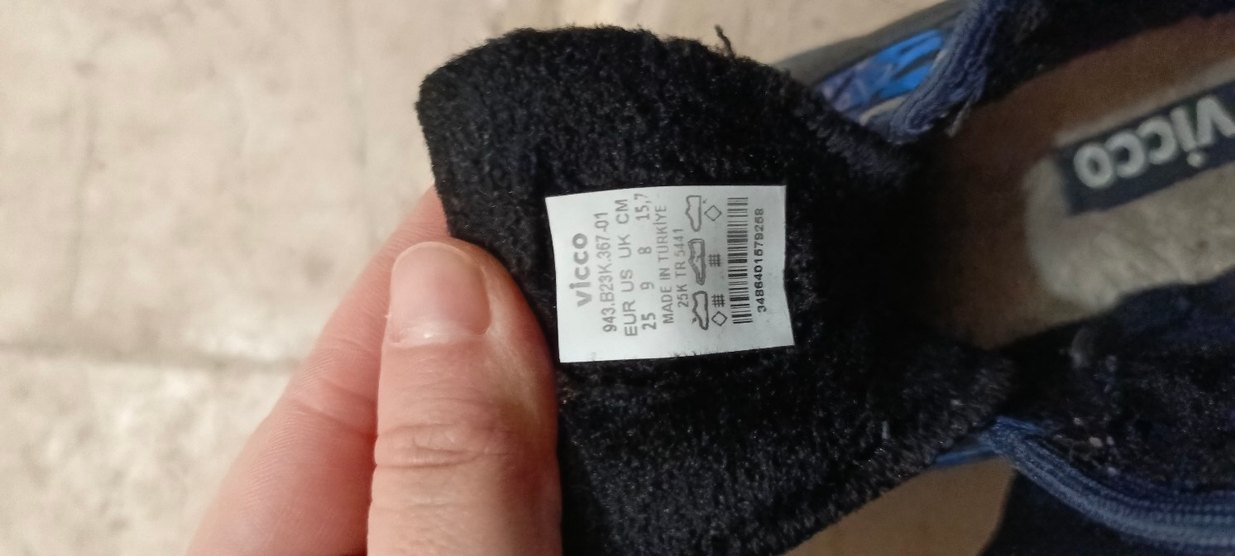 vicco
943.B23K.367-01
EUR US UK CM
25 9 8 15,7
MADE IN TÜRKİYE
25K TR 5441
3486401579258
vicco